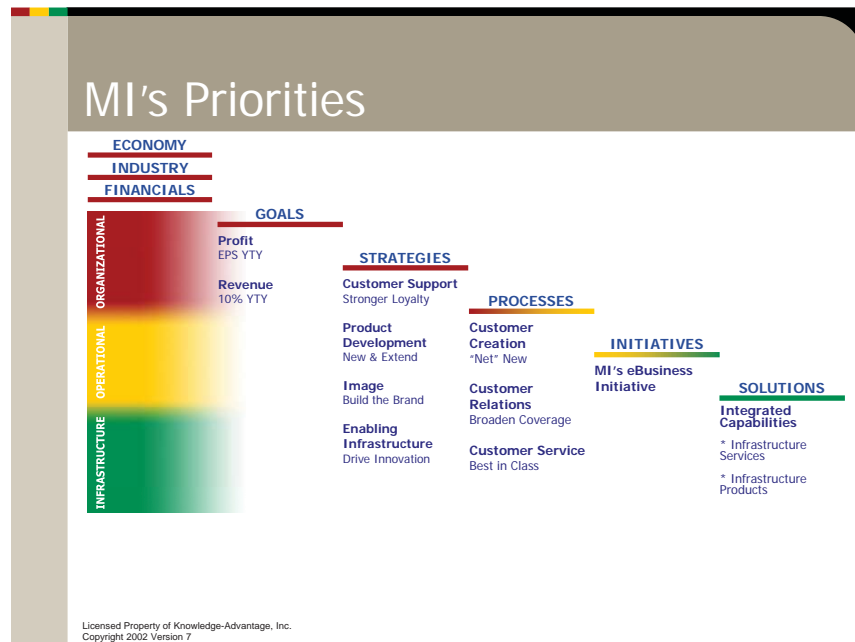 MI's Priorities
ECONOMY
INDUSTRY
FINANCIALS
ORGANIZATIONAL
OPERATIONAL
INFRASTRUCTURE
GOALS
Profit
EPS YTY
Revenue
10% YTY
STRATEGIES
Customer Support
Stronger Loyalty
Product
Development
New & Extend
Image
Build the Brand
Enabling
Infrastructure
Drive Innovation
PROCESSES
Customer
Creation
"Net" New
Customer
Relations
Broaden Coverage
Customer Service
Best in Class
INITIATIVES
MI's eBusiness
Initiative
SOLUTIONS
Integrated
Capabilities
* Infrastructure
Services
* Infrastructure
Products
Licensed Property of Knowledge-Advantage, Inc.
Copyright 2002 Version 7